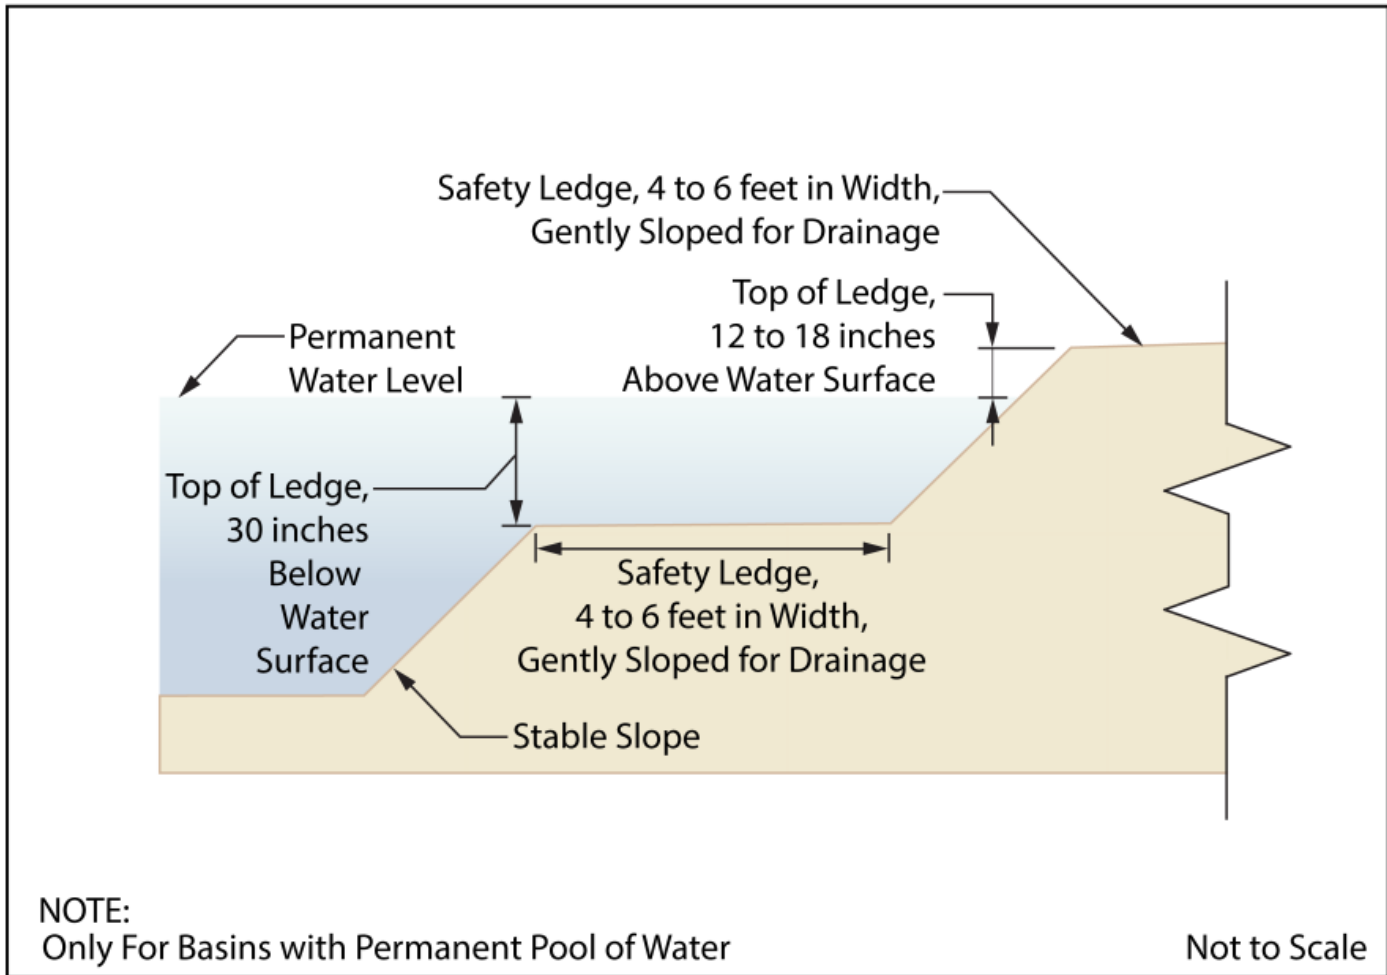 Safety Ledge, 4 to 6 feet in Width,
Gently Sloped for Drainage
Top of Ledge,
12 to 18 inches
Above Water Surface
Permanent
Water Level
Top of Ledge,
30 inches
Below
Water
Surface
Safety Ledge,
4 to 6 feet in Width,
Gently Sloped for Drainage
Stable Slope
NOTE:
Only For Basins with Permanent Pool of Water
Not to Scale